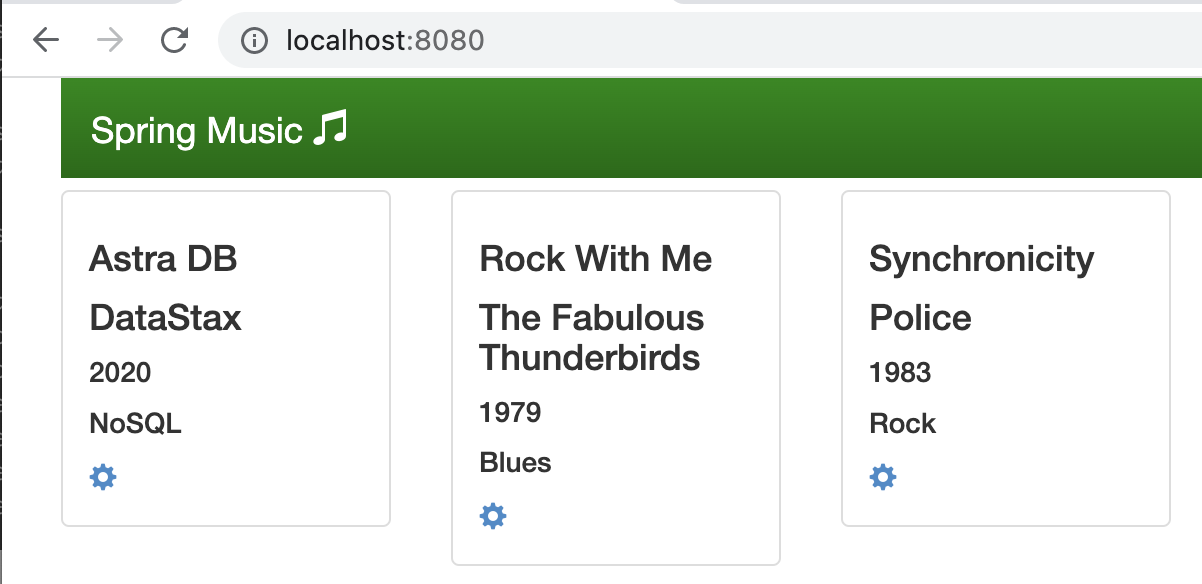 localhost:8080
Spring Music
Astra DB
DataStax
2020
NoSQL
Rock With Me
The Fabulous
Thunderbirds
1979
Blues
Synchronicity
Police
1983
Rock